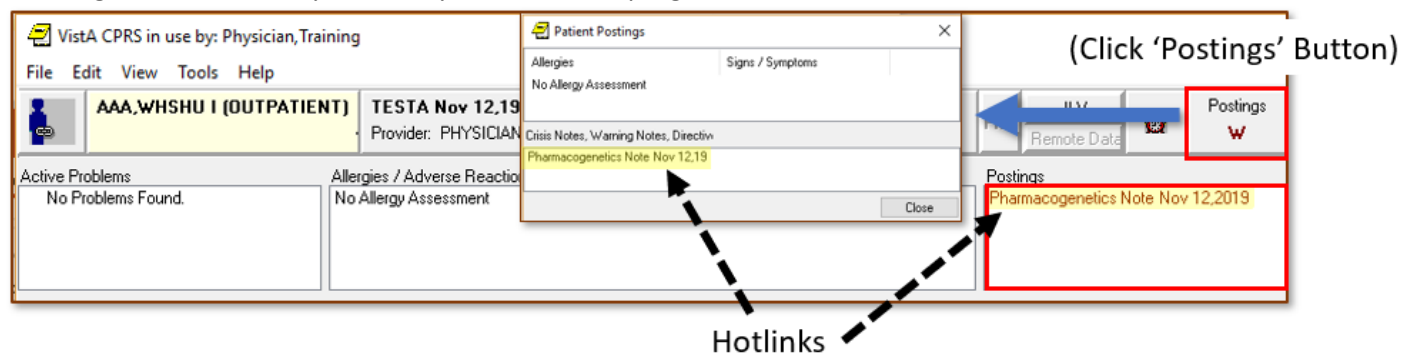 VistA CPRS in use by: Physician,Training
File Edit View Tools Help
AAA,WHSHU I (OUTPATIENT)
TESTA Nov 12,19
Provider: PHYSICIAN
Patient Postings
Allergies Signs / Symptoms
No Allergy Assessment
Crisis Notes, Warning Notes, Directiv
Pharmacogenetics Note Nov 12,19
Close
(Click 'Postings' Button)
Remote Data
Postings
W
Active Problems
No Problems Found.
Allergies / Adverse Reactio
No Allergy Assessment
Postings
Pharmacogenetics Note Nov 12,2019
Hotlinks